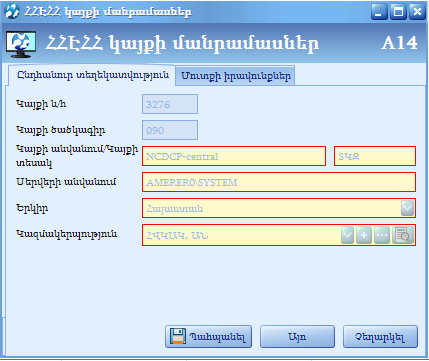 ՀՀԷՀՀ կայքի մանրամասներ
ՀՀԷՀՀ կայքի մանրամասներ A14
Ընդհանուր տեղեկատվություն Մուտքի իրավունքներ
Կայքի ն/հ 3276
Կայքի ծածկագիր 090
Կայքի անվանում/Կայքի տեսակ NCDCP-central ՏԿԶ
Սերվերի անվանում AMERER0\SYSTEM
Երկիր Հայաստան
Կազմակերպություն ՀՎԿԱԿ, ԱՆ
Պահպանել Այո Չեղարկել